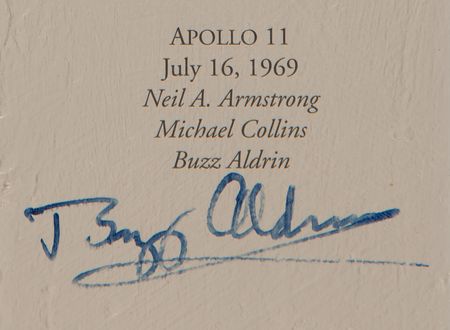 APOLLO 11
July 16, 1969
Neil A. Armstrong
Michael Collins
Buzz Aldrin
Buzz Aldrin